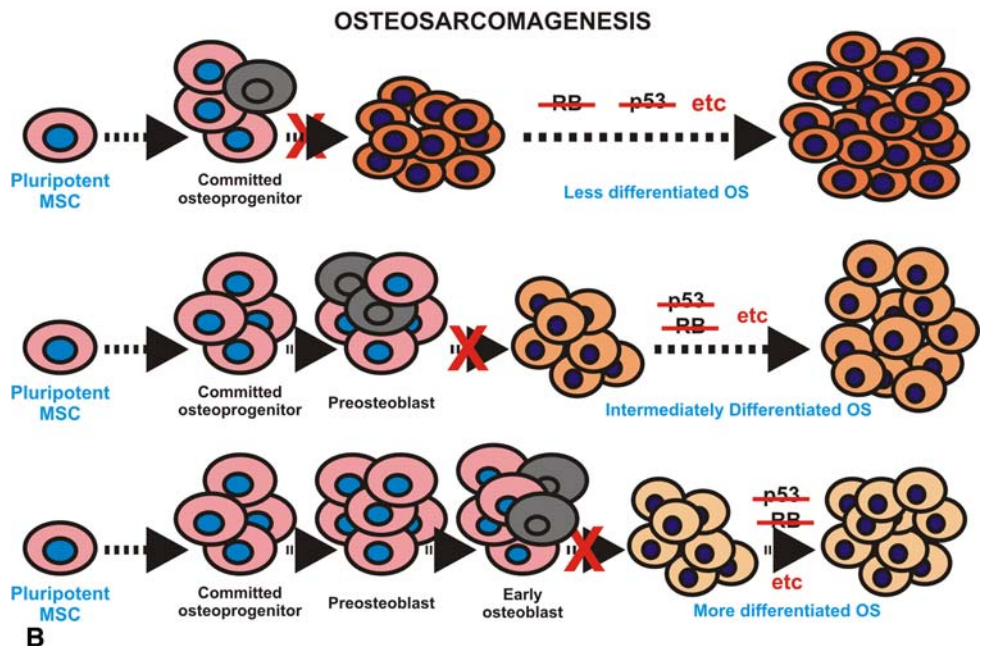 OSTEOSARCOMAGENESIS
RB p53 etc
X
Pluripotent
MSC
Committed
osteoprogenitor
Less differentiated OS
p53
RB
etc
X
Pluripotent
MSC
Committed
osteoprogenitor
Preosteoblast
Intermediately Differentiated OS
p53
RB
X
etc
Pluripotent
MSC
Committed
osteoprogenitor
Preosteoblast
Early
osteoblast
More differentiated OS
B